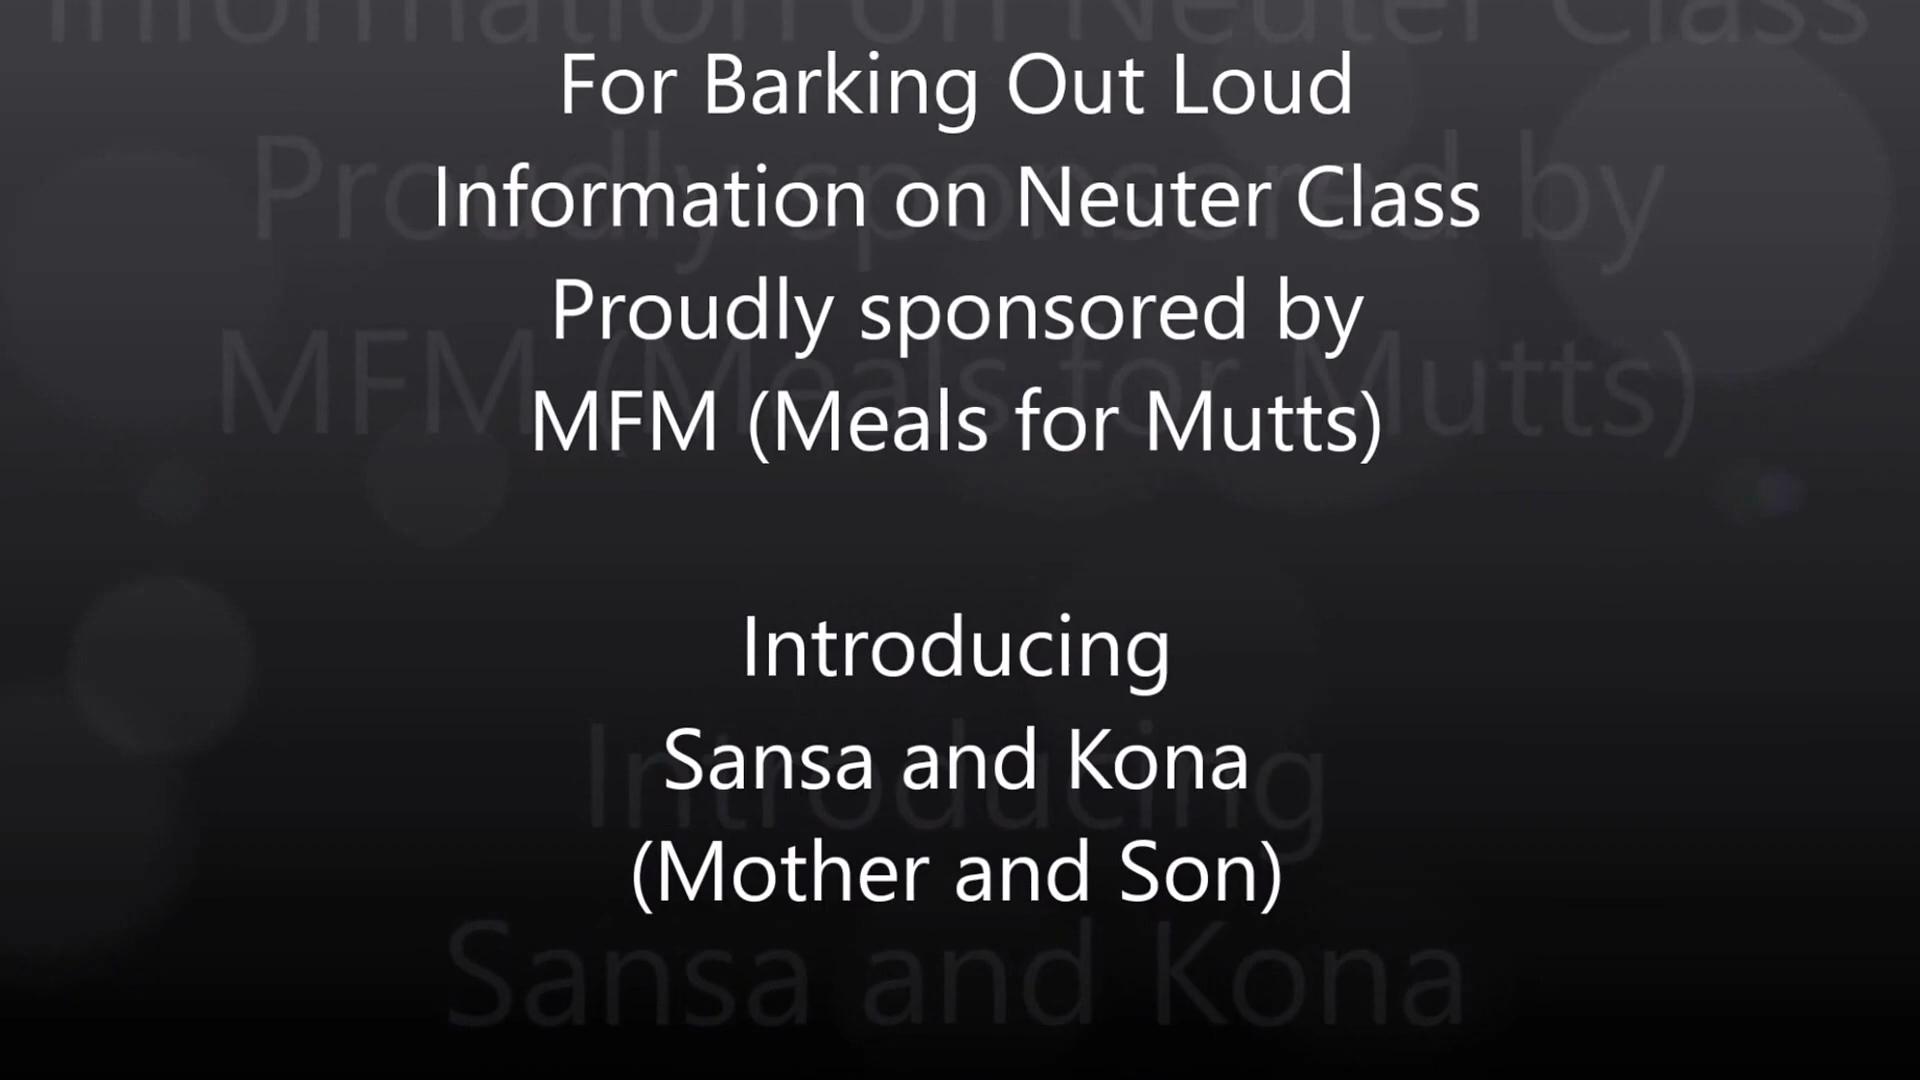 For Barking Out Loud
Information on Neuter Class
Proudly sponsored by
MFM (Meals for Mutts)
Introducing
Sansa and Kona
(Mother and Son)